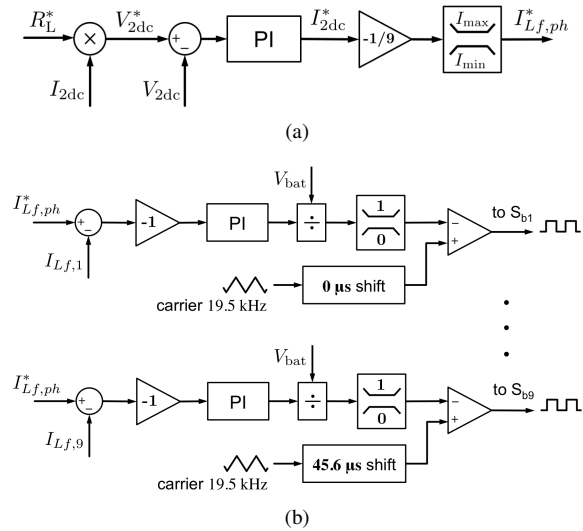 R*L × V*2dc + − PI I*2dc -1/9 Imax Imin I*Lf,ph
I2dc V2dc
(a)
Vbat
I*Lf,ph + − -1 PI ÷ 1 0 − + to Sb1
ILf,1
carrier 19.5 kHz 0 µs shift
Vbat
I*Lf,ph + − -1 PI ÷ 1 0 − + to Sb9
ILf,9
carrier 19.5 kHz 45.6 µs shift
(b)